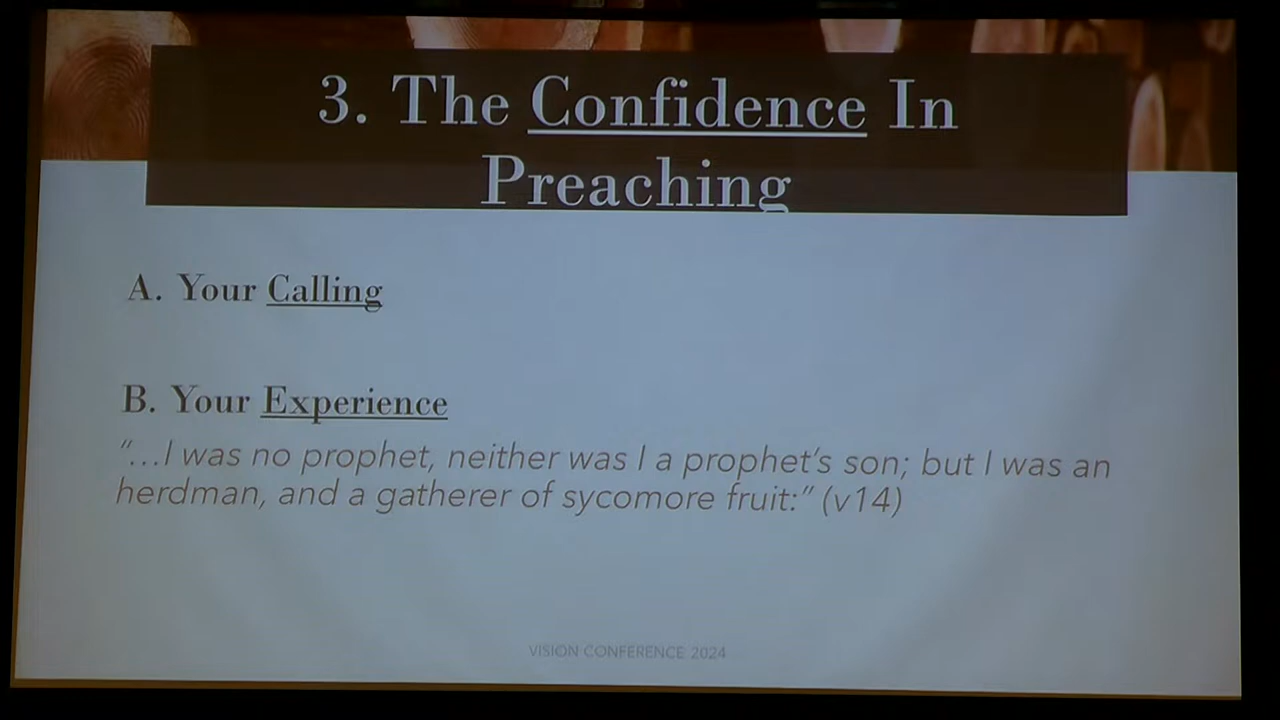 3. The Confidence In
Preaching
A. Your Calling
B. Your Experience
“...I was no prophet, neither was I a prophet’s son; but I was an
herdman, and a gatherer of sycomore fruit:” (v14)
VISION CONFERENCE 2024